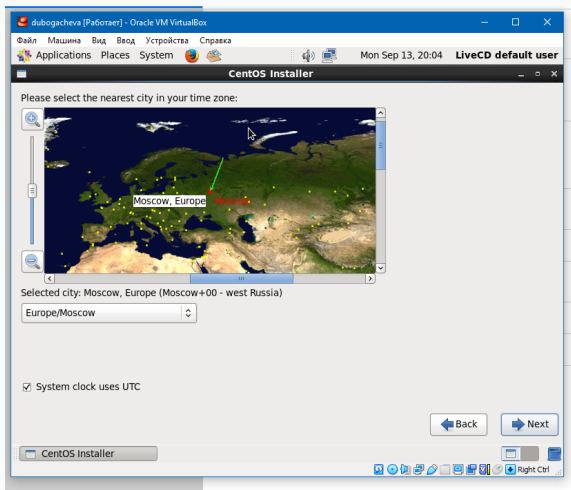 dubogacheva [Работает] - Oracle VM VirtualBox
Файл Машина Вид Ввод Устройства Справка
Applications Places System Mon Sep 13, 20:04 LiveCD default user
CentOS Installer
Please select the nearest city in your time zone:
Moscow, Europe
Selected city: Moscow, Europe (Moscow+00 - west Russia)
Europe/Moscow
System clock uses UTC
Back Next
CentOS Installer
Right Ctrl